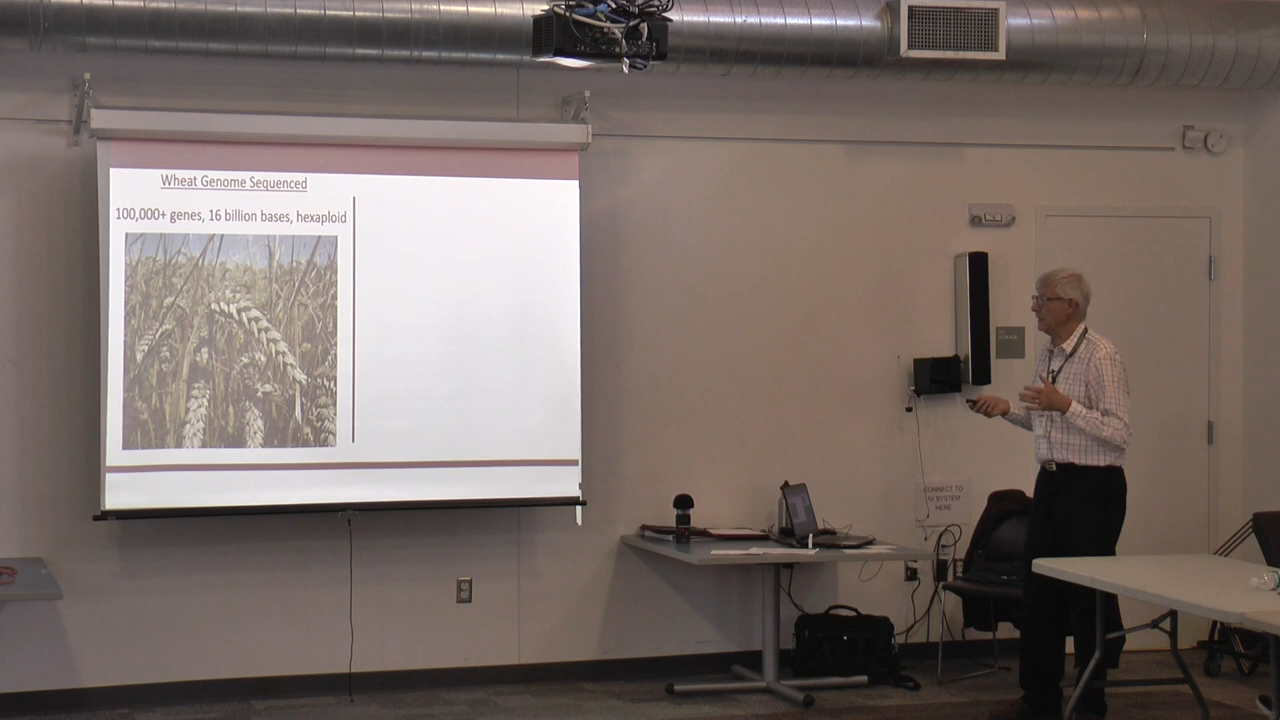 Wheat Genome Sequenced
100,000+ genes, 16 billion bases, hexaploid
CONNECT TO
AV SYSTEM
HERE